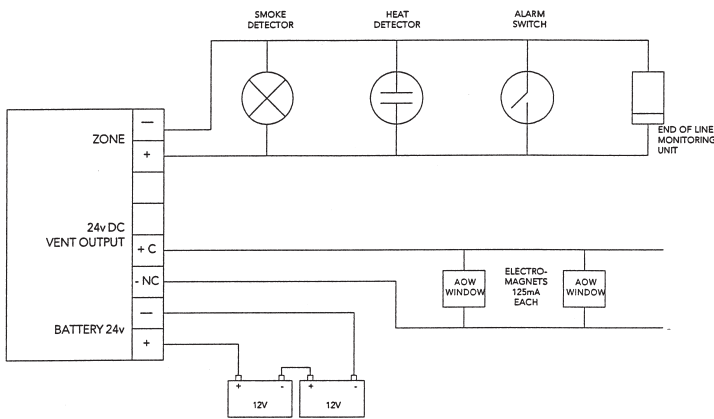 SMOKE
DETECTOR
HEAT
DETECTOR
ALARM
SWITCH
END OF LINE
MONITORING
UNIT
ZONE
—
+
24v DC
VENT OUTPUT
+ C
- NC
ELECTRO-
MAGNETS
125mA
EACH
AOW
WINDOW
AOW
WINDOW
BATTERY 24v
—
+
+ -
12V
+ -
12V